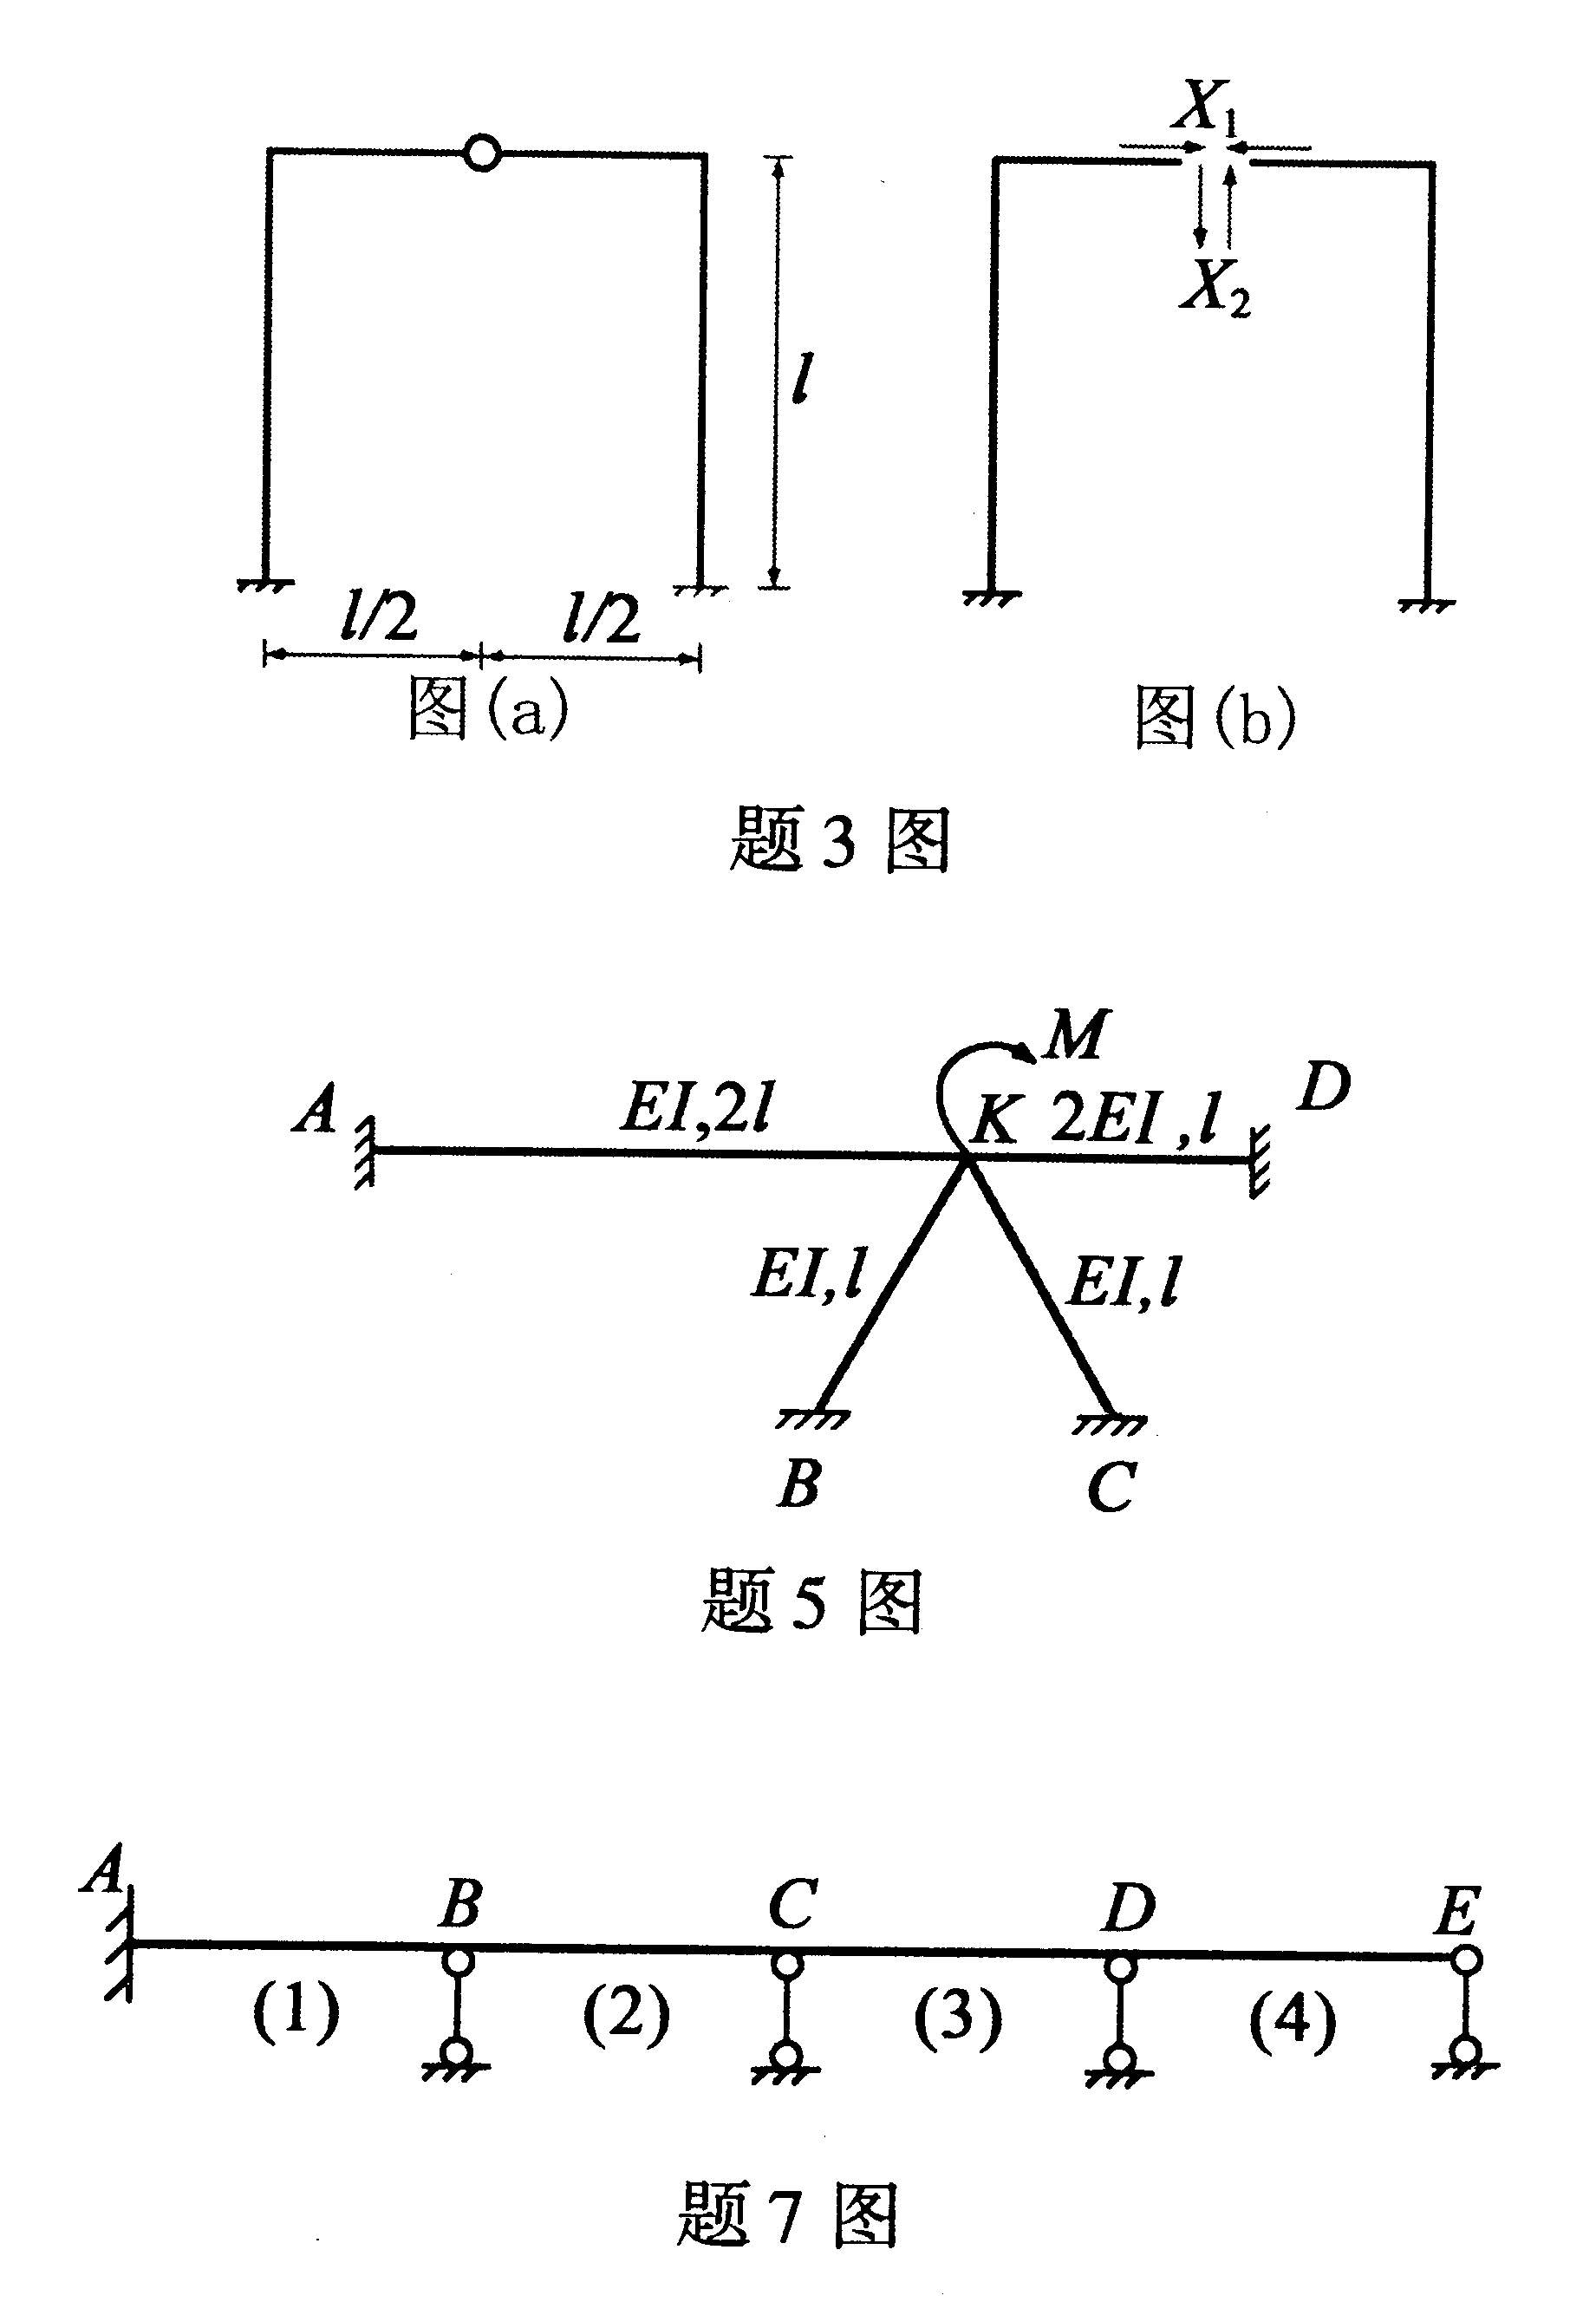 X₁
X₂
l
l/2 l/2
图(a) 图(b)
题3图
M
A EI,2l K 2EI,l D
EI,l EI,l
B C
题5图
A B C D E
(1) (2) (3) (4)
题7图